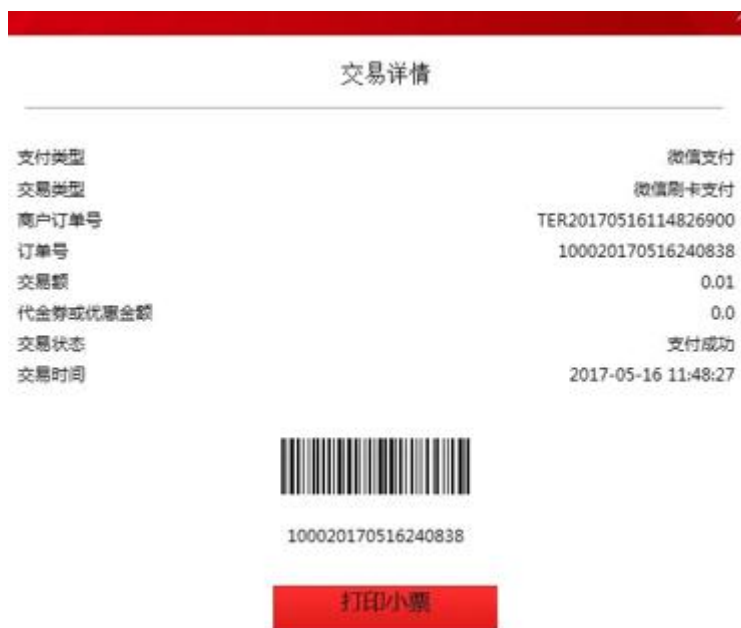 交易详情
支付类型 微信支付
交易类型 微信刷卡支付
商户订单号 TER20170516114826900
订单号 100020170516240838
交易额 0.01
代金券或优惠金额 0.0
交易状态 支付成功
交易时间 2017-05-16 11:48:27
100020170516240838
打印小票